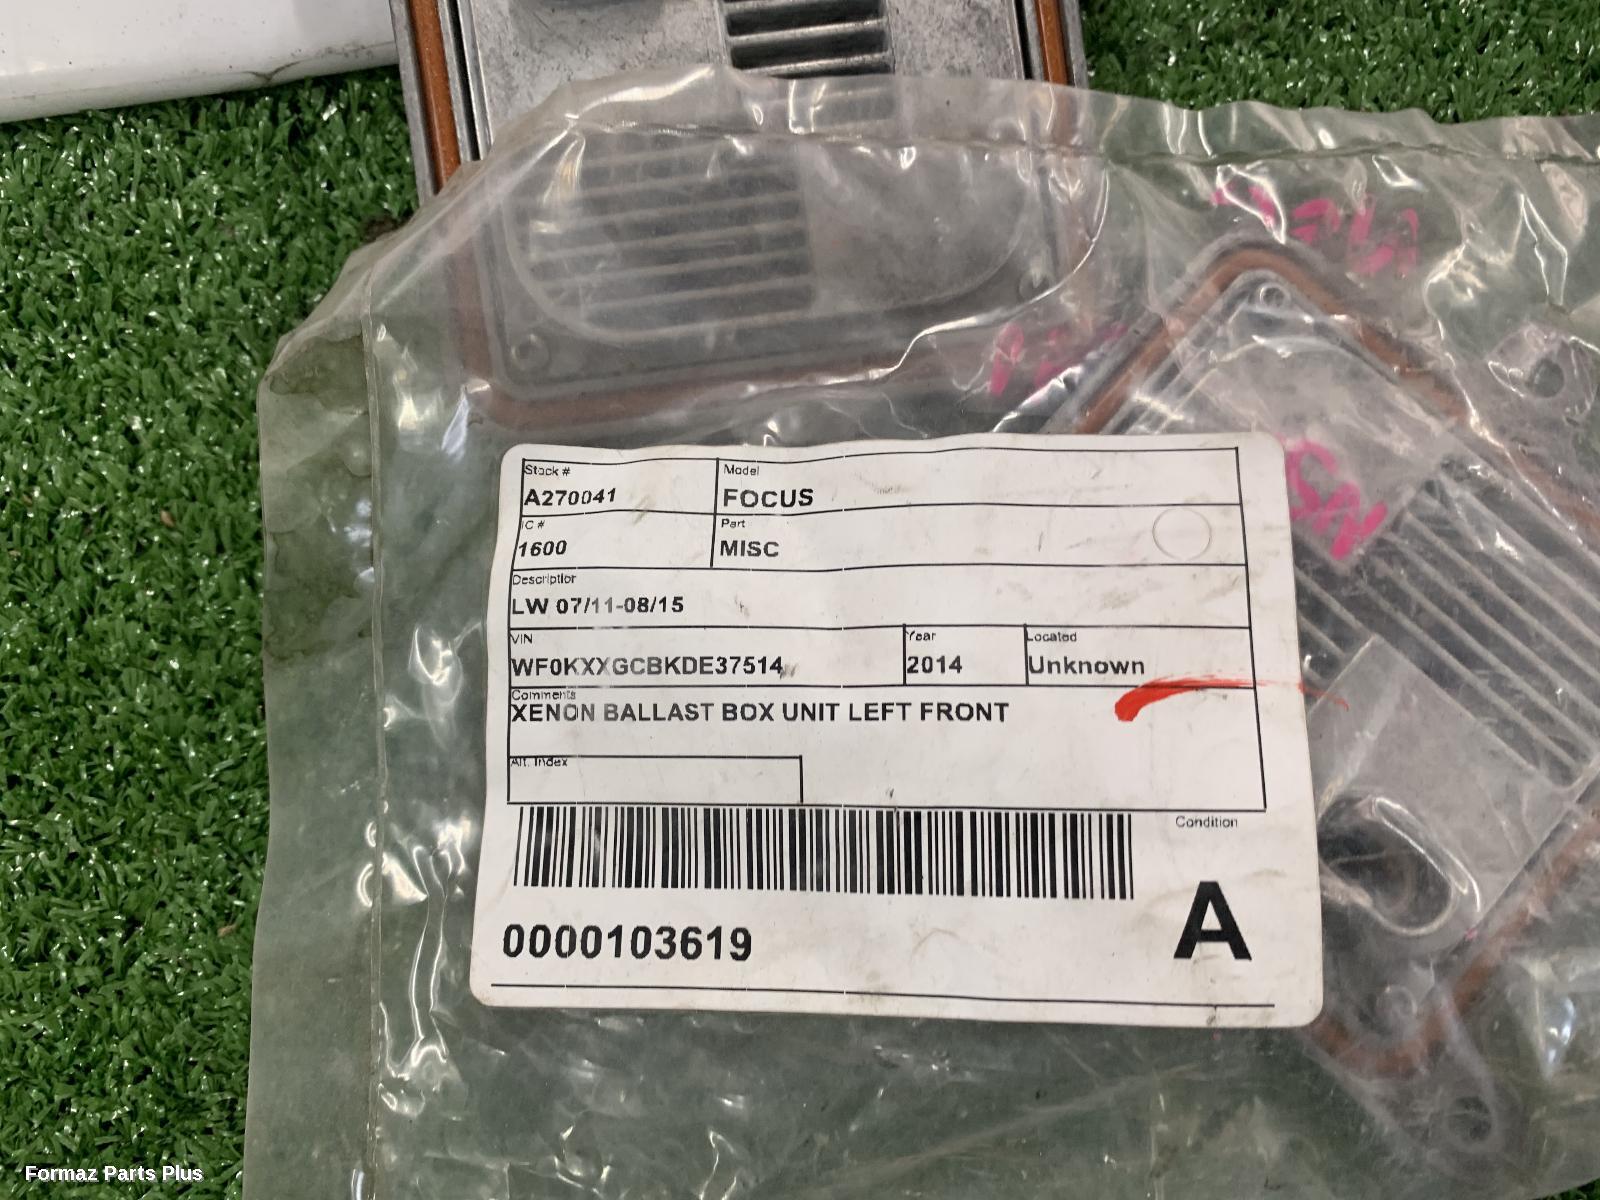 Stock #
A270041
Model
FOCUS
IC #
1600
Part
MISC
Description
LW 07/11-08/15
VIN
WF0KXXGCBKDE37514
Year
2014
Located
Unknown
Comments
XENON BALLAST BOX UNIT LEFT FRONT
Alt. Index
Condition
A
0000103619
Formaz Parts Plus